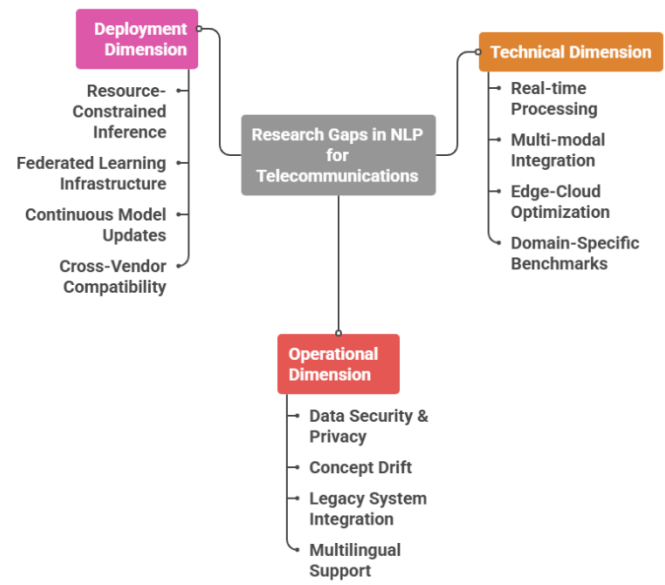 Deployment
Dimension
Resource-
Constrained
Inference
Federated Learning
Infrastructure
Continuous Model
Updates
Cross-Vendor
Compatibility
Research Gaps in NLP
for
Telecommunications
Technical Dimension
Real-time
Processing
Multi-modal
Integration
Edge-Cloud
Optimization
Domain-Specific
Benchmarks
Operational
Dimension
Data Security &
Privacy
Concept Drift
Legacy System
Integration
Multilingual
Support